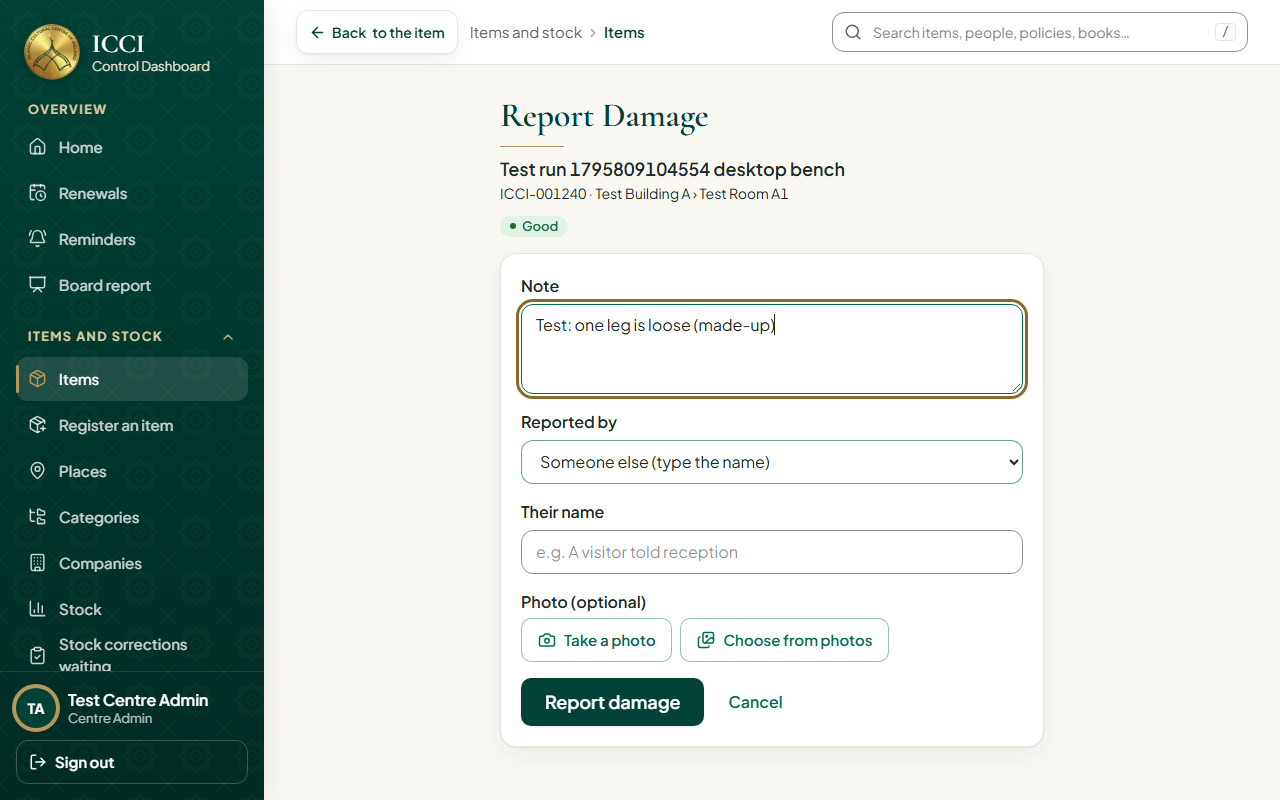 ICCI
Control Dashboard
OVERVIEW
Home
Renewals
Reminders
Board report
ITEMS AND STOCK
Items
Register an item
Places
Categories
Companies
Stock
Stock corrections
waiting
TA
Test Centre Admin
Centre Admin
Sign out
Back to the item
Items and stock › Items
Search items, people, policies, books…
/
Report Damage
Test run 1795809104554 desktop bench
ICCI-001240 · Test Building A › Test Room A1
Good
Note
Test: one leg is loose (made-up)
Reported by
Someone else (type the name)
Their name
e.g. A visitor told reception
Photo (optional)
Take a photo
Choose from photos
Report damage
Cancel